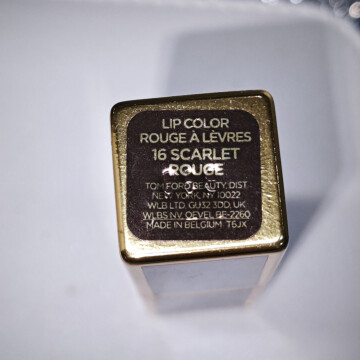 LIP COLOR
ROUGE À LÈVRES
16 SCARLET
ROUGE
TOM FORD BEAUTY, DIST.
NEW YORK, NY 10022
WLB LTD. GU32 3DD, UK
WLBS NV. OEVEL BE-2260
MADE IN BELGIUM T6JX